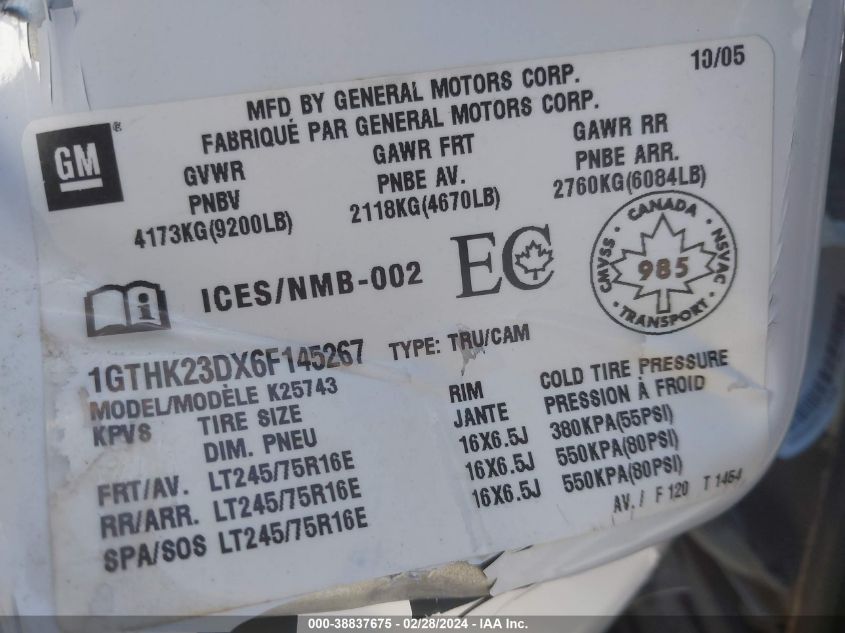 10/05
MFD BY GENERAL MOTORS CORP.
FABRIQUÉ PAR GENERAL MOTORS CORP.
GM®
GVWR GAWR FRT GAWR RR
PNBV PNBE AV. PNBE ARR.
4173KG(9200LB) 2118KG(4670LB) 2760KG(6084LB)
i ICES/NMB-002 EC
CANADA
CMVSS 985 NSVAC
TRANSPORT
1GTHK23DX6F145267 TYPE: TRU/CAM
MODEL/MODÈLE K25743
KPVS TIRE SIZE RIM COLD TIRE PRESSURE
DIM. PNEU JANTE PRESSION À FROID
FRT/AV. LT245/75R16E 16X6.5J 380KPA(55PSI)
RR/ARR. LT245/75R16E 16X6.5J 550KPA(80PSI)
SPA/SOS LT245/75R16E 16X6.5J 550KPA(80PSI)
AV. / F 120 T 1454
000-38837675 - 02/28/2024 - IAA Inc.